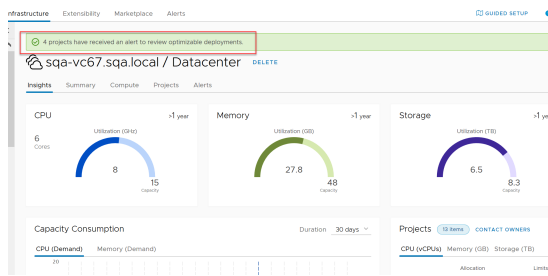 nfrastructure Extensibility Marketplace Alerts GUIDED SETUP
4 projects have received an alert to review optimizable deployments.
sqa-vc67.sqa.local / Datacenter DELETE
Insights Summary Compute Projects Alerts
CPU >1 year
Utilization (GHz)
6
Cores
8
15
Capacity
Memory >1 year
Utilization (GB)
27.8
48
Capacity
Storage >1 year
Utilization (TB)
6.5
8.3
Capacity
Capacity Consumption Duration 30 days
CPU (Demand) Memory (Demand)
20
Projects 13 items CONTACT OWNERS
CPU (vCPUs) Memory (GB) Storage (TB)
Allocation Limits